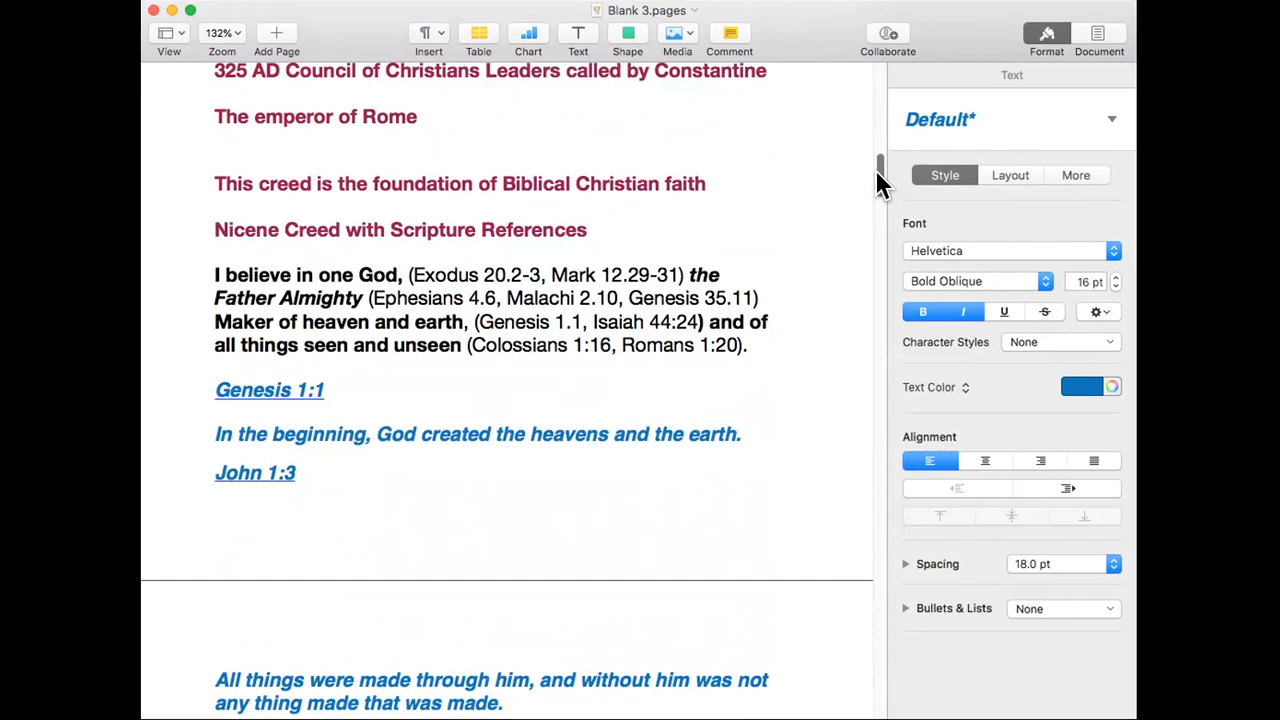 Blank 3.pages
132%
View
Zoom
Add Page
Insert
Table
Chart
Text
Shape
Media
Comment
Collaborate
Format
Document
325 AD Council of Christians Leaders called by Constantine
The emperor of Rome
This creed is the foundation of Biblical Christian faith
Nicene Creed with Scripture References
I believe in one God, (Exodus 20.2-3, Mark 12.29-31) the
Father Almighty (Ephesians 4.6, Malachi 2.10, Genesis 35.11)
Maker of heaven and earth, (Genesis 1.1, Isaiah 44:24) and of
all things seen and unseen (Colossians 1:16, Romans 1:20).
Genesis 1:1
In the beginning, God created the heavens and the earth.
John 1:3
All things were made through him, and without him was not
any thing made that was made.
Text
Default*
Style Layout More
Font
Helvetica
Bold Oblique 16 pt
B I U S
Character Styles None
Text Color
Alignment
Spacing 18.0 pt
Bullets & Lists None